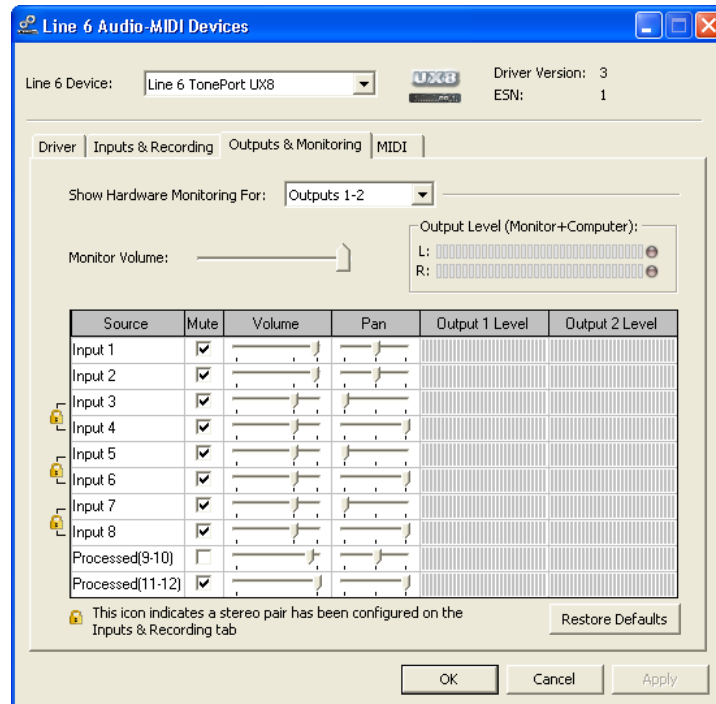 Line 6 Audio-MIDI Devices
Line 6 Device: Line 6 TonePort UX8 UX8 Driver Version: 3
ESN: 1
Driver Inputs & Recording Outputs & Monitoring MIDI
Show Hardware Monitoring For: Outputs 1-2
Output Level (Monitor+Computer):
Monitor Volume: L:
R:
Source Mute Volume Pan Output 1 Level Output 2 Level
Input 1
Input 2
Input 3
Input 4
Input 5
Input 6
Input 7
Input 8
Processed(9-10)
Processed(11-12)
This icon indicates a stereo pair has been configured on the
Inputs & Recording tab
Restore Defaults
OK Cancel Apply